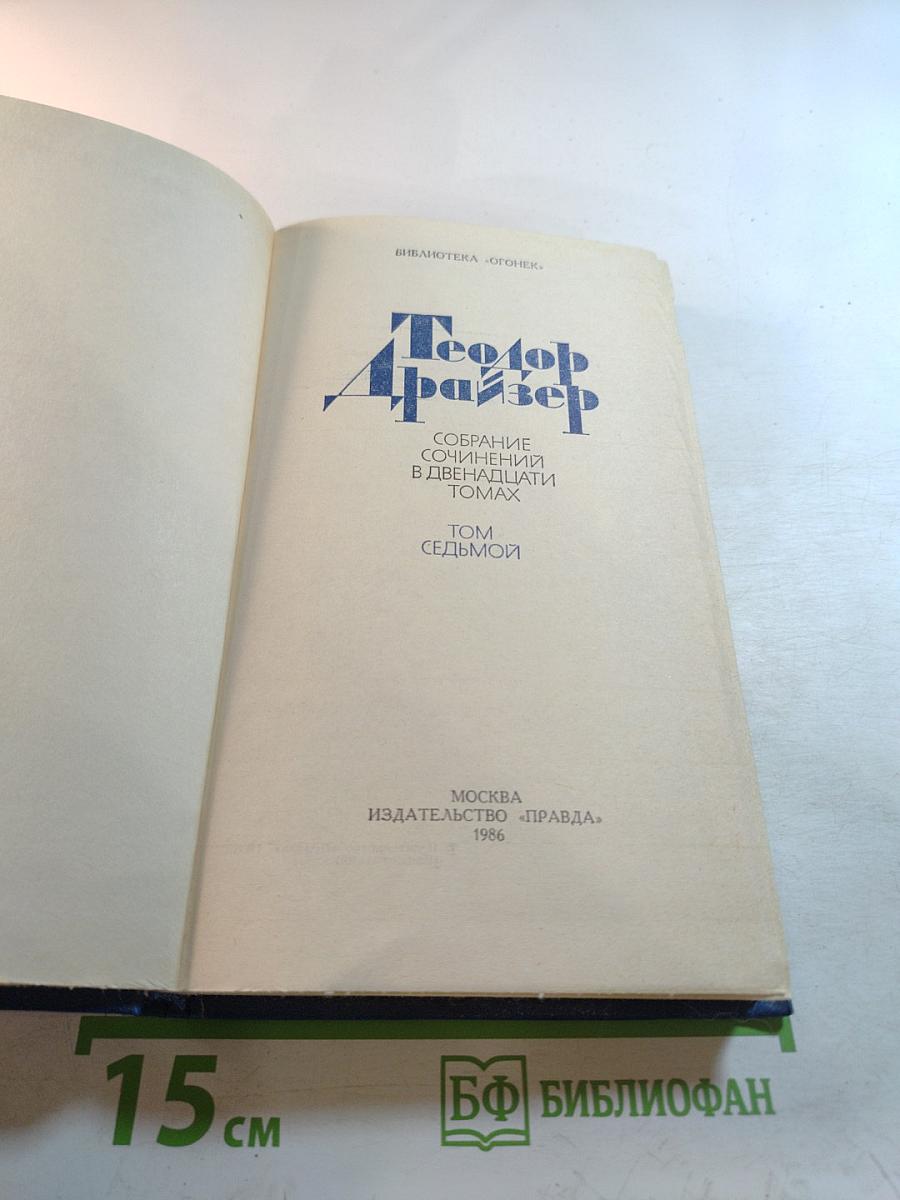 БИБЛИОТЕКА «ОГОНЕК»
Теодор
Драйзер
СОБРАНИЕ
СОЧИНЕНИЙ
В ДВЕНАДЦАТИ
ТОМАХ
ТОМ
СЕДЬМОЙ
МОСКВА
ИЗДАТЕЛЬСТВО «ПРАВДА»
1986
15 см
БФ БИБЛИОФАН